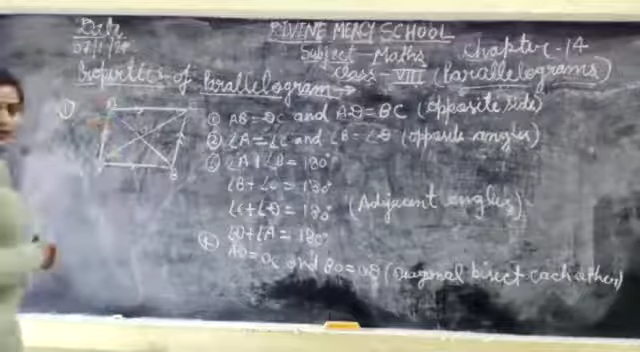 Date
DIVINE MERCY SCHOOL
Subject - Maths Chapter - 14
Class - VIII (Parallelograms)
Properties of Parallelogram →
① AB = DC and AD = BC (opposite side)
② ∠A = ∠C and ∠B = ∠D (opposite angles)
③ ∠A + ∠B = 180°
∠B + ∠C = 180°
∠C + ∠D = 180° (Adjacent angles)
∠D + ∠A = 180°
④ AO = OC and BO = OD (Diagonal bisect each other)